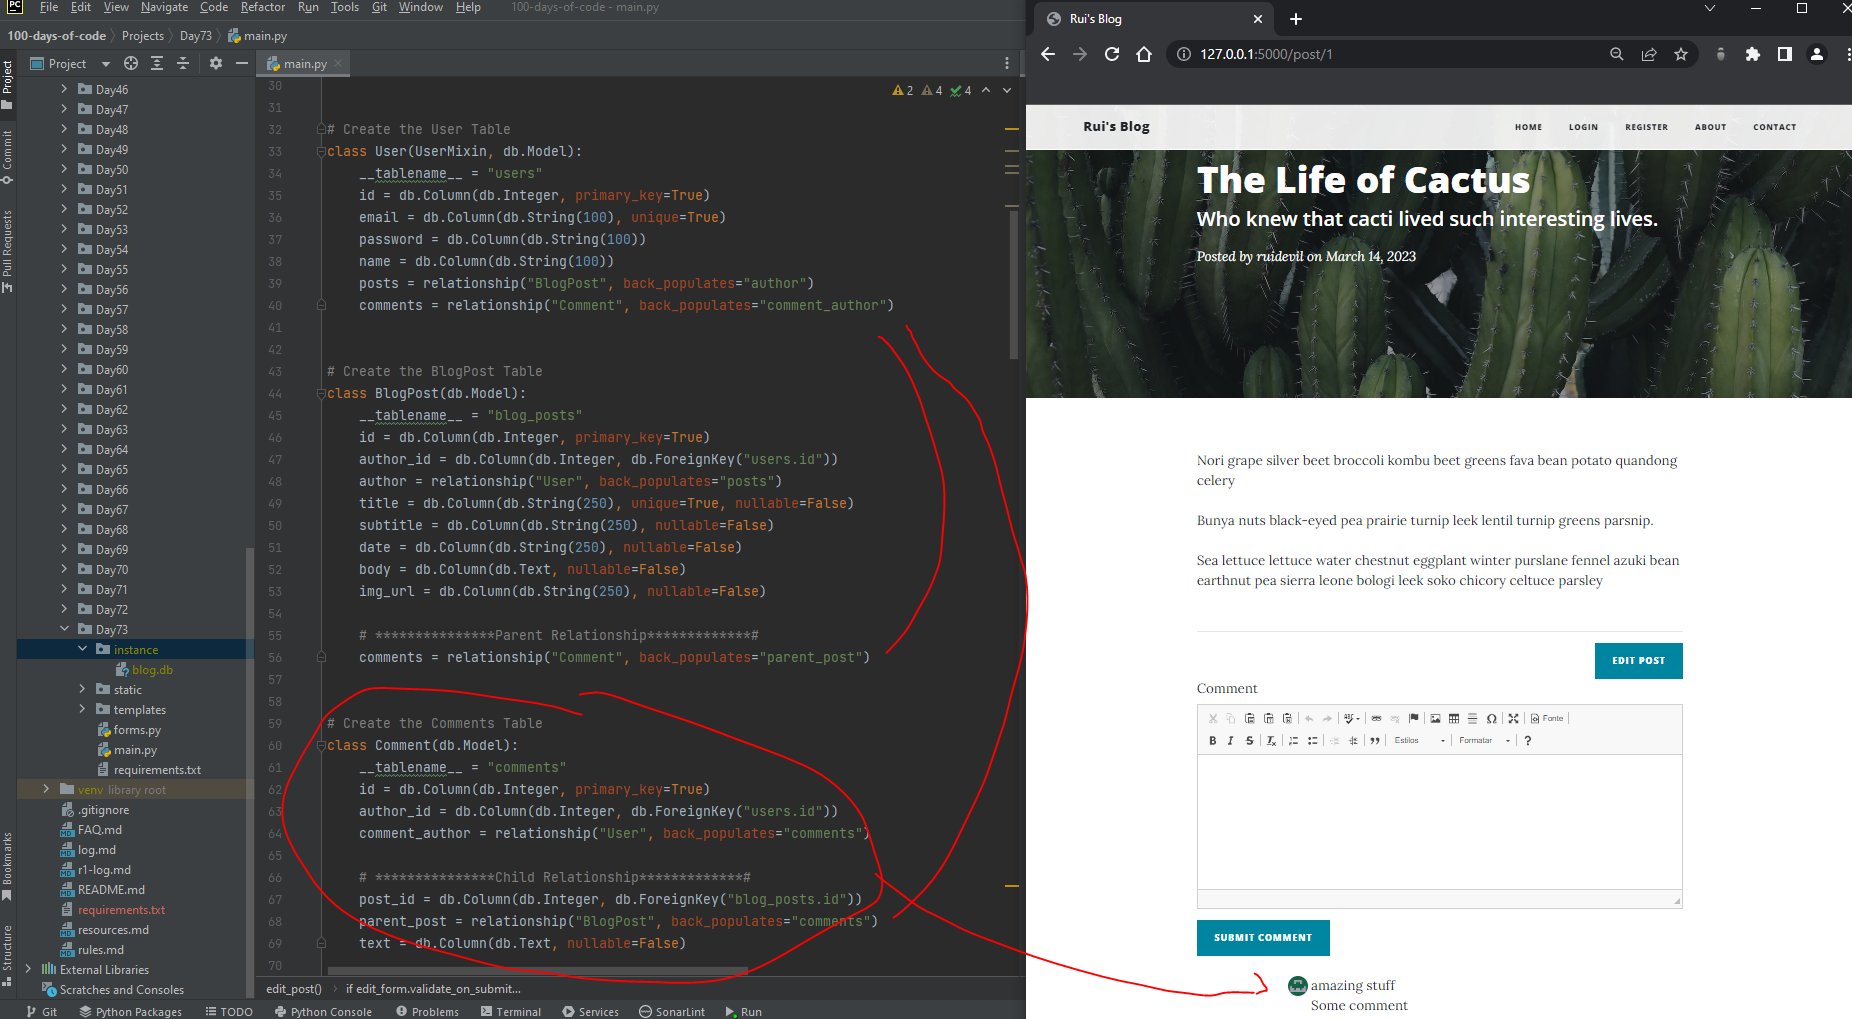 PC File Edit View Navigate Code Refactor Run Tools Git Window Help 100-days-of-code - main.py
100-days-of-code Projects Day73 main.py
Project
main.py
Project
Commit
Pull Requests
Bookmarks
Structure
Day46
Day47
Day48
Day49
Day50
Day51
Day52
Day53
Day54
Day55
Day56
Day57
Day58
Day59
Day60
Day61
Day62
Day63
Day64
Day65
Day66
Day67
Day68
Day69
Day70
Day71
Day72
Day73
instance
blog.db
static
templates
forms.py
main.py
requirements.txt
venv library root
.gitignore
FAQ.md
log.md
r1-log.md
README.md
requirements.txt
resources.md
rules.md
External Libraries
Scratches and Consoles
2 4 4
30
31
32 # Create the User Table
33 class User(UserMixin, db.Model):
34 __tablename__ = "users"
35 id = db.Column(db.Integer, primary_key=True)
36 email = db.Column(db.String(100), unique=True)
37 password = db.Column(db.String(100))
38 name = db.Column(db.String(100))
39 posts = relationship("BlogPost", back_populates="author")
40 comments = relationship("Comment", back_populates="comment_author")
41
42
43 # Create the BlogPost Table
44 class BlogPost(db.Model):
45 __tablename__ = "blog_posts"
46 id = db.Column(db.Integer, primary_key=True)
47 author_id = db.Column(db.Integer, db.ForeignKey("users.id"))
48 author = relationship("User", back_populates="posts")
49 title = db.Column(db.String(250), unique=True, nullable=False)
50 subtitle = db.Column(db.String(250), nullable=False)
51 date = db.Column(db.String(250), nullable=False)
52 body = db.Column(db.Text, nullable=False)
53 img_url = db.Column(db.String(250), nullable=False)
54
55 # ***************Parent Relationship*************#
56 comments = relationship("Comment", back_populates="parent_post")
57
58
59 # Create the Comments Table
60 class Comment(db.Model):
61 __tablename__ = "comments"
62 id = db.Column(db.Integer, primary_key=True)
63 author_id = db.Column(db.Integer, db.ForeignKey("users.id"))
64 comment_author = relationship("User", back_populates="comments")
65
66 # ***************Child Relationship*************#
67 post_id = db.Column(db.Integer, db.ForeignKey("blog_posts.id"))
68 parent_post = relationship("BlogPost", back_populates="comments")
69 text = db.Column(db.Text, nullable=False)
70
edit_post() if edit_form.validate_on_submit...
Git Python Packages TODO Python Console Problems Terminal Services SonarLint Run
Rui's Blog
127.0.0.1:5000/post/1
Rui's Blog HOME LOGIN REGISTER ABOUT CONTACT
The Life of Cactus
Who knew that cacti lived such interesting lives.
Posted by ruidevil on March 14, 2023
Nori grape silver beet broccoli kombu beet greens fava bean potato quandong
celery
Bunya nuts black-eyed pea prairie turnip leek lentil turnip greens parsnip.
Sea lettuce lettuce water chestnut eggplant winter purslane fennel azuki bean
earthnut pea sierra leone bologi leek soko chicory celtuce parsley
EDIT POST
Comment
Fonte
B I S Estilos Formatar ?
SUBMIT COMMENT
amazing stuff
Some comment